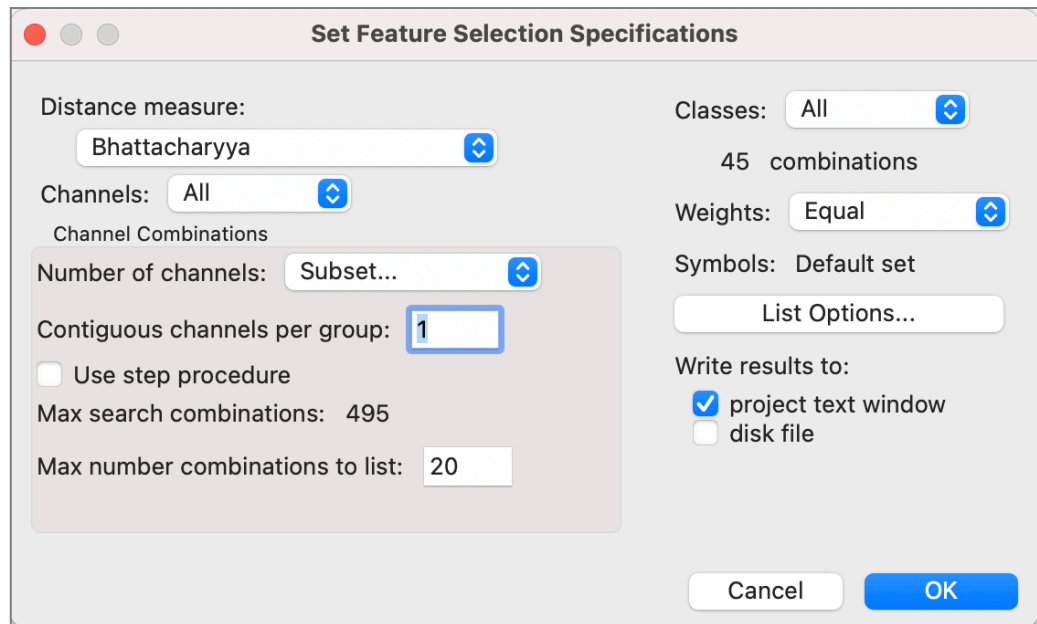 Set Feature Selection Specifications
Distance measure:
Bhattacharyya
Channels: All
Channel Combinations
Number of channels: Subset...
Contiguous channels per group: 1
Use step procedure
Max search combinations: 495
Max number combinations to list: 20
Classes: All
45 combinations
Weights: Equal
Symbols: Default set
List Options...
Write results to:
project text window
disk file
Cancel OK